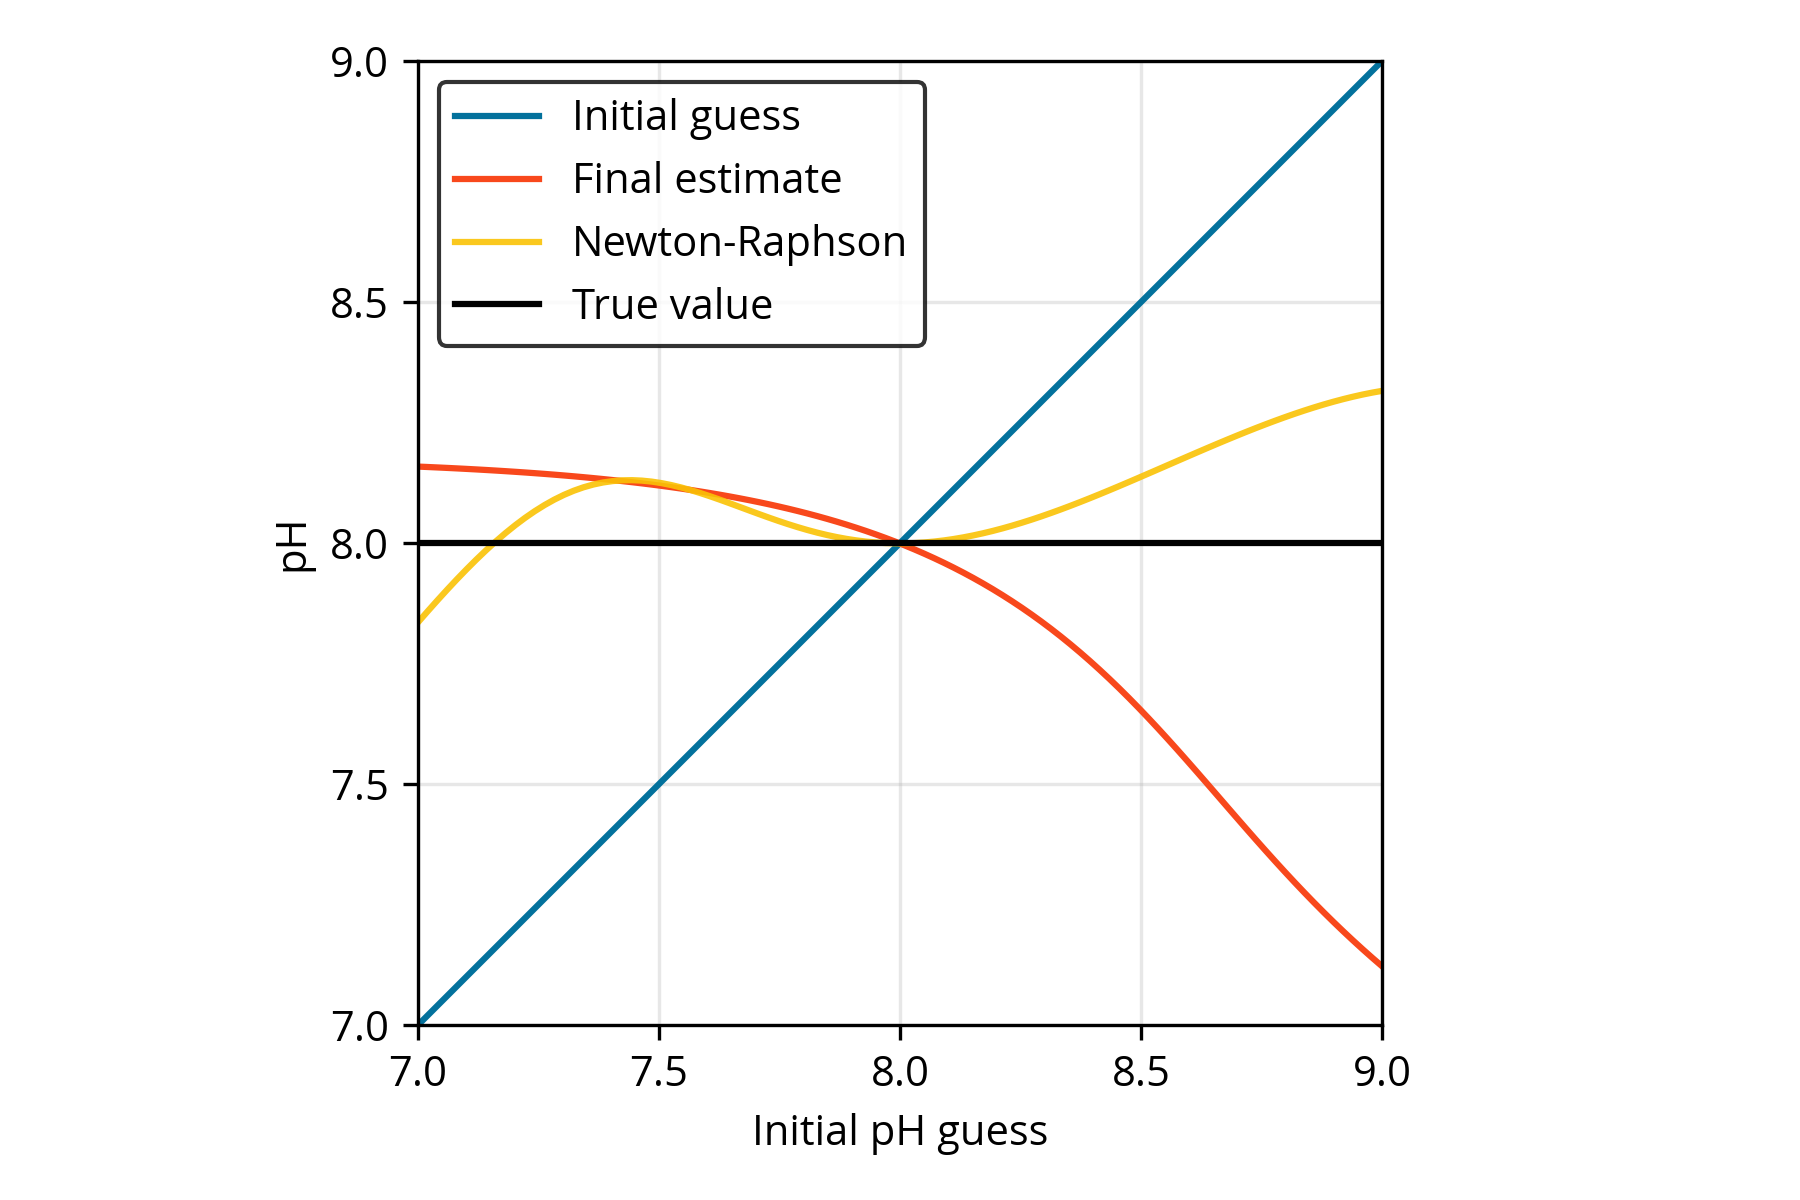 9.0
8.5
8.0
7.5
7.0
pH
Initial guess
Final estimate
Newton-Raphson
True value
7.0 7.5 8.0 8.5 9.0
Initial pH guess